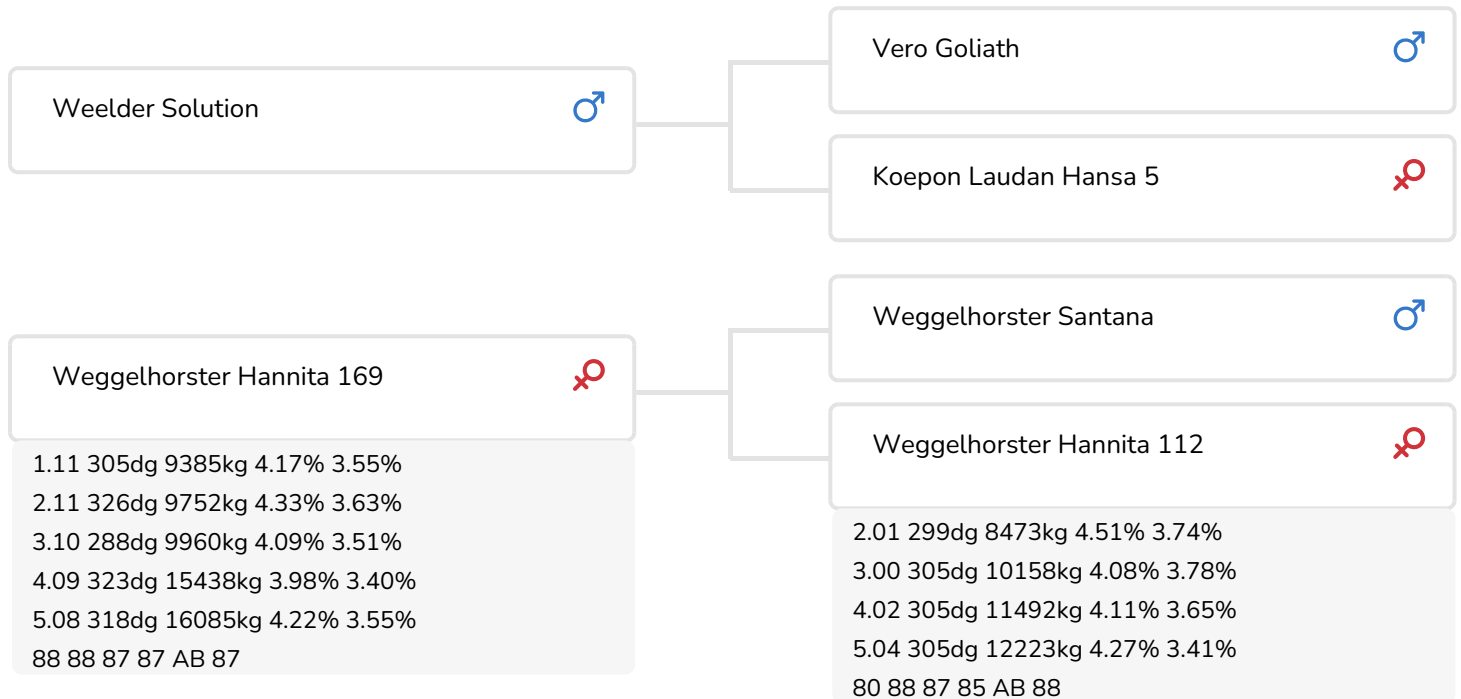 Weelder Solution
Vero Goliath
Koepon Laudan Hansa 5
Weggelhorster Hannita 169
1.11 305dg 9385kg 4.17% 3.55%
2.11 326dg 9752kg 4.33% 3.63%
3.10 288dg 9960kg 4.09% 3.51%
4.09 323dg 15438kg 3.98% 3.40%
5.08 318dg 16085kg 4.22% 3.55%
88 88 87 87 AB 87
Weggelhorster Santana
Weggelhorster Hannita 112
2.01 299dg 8473kg 4.51% 3.74%
3.00 305dg 10158kg 4.08% 3.78%
4.02 305dg 11492kg 4.11% 3.65%
5.04 305dg 12223kg 4.27% 3.41%
80 88 87 85 AB 88